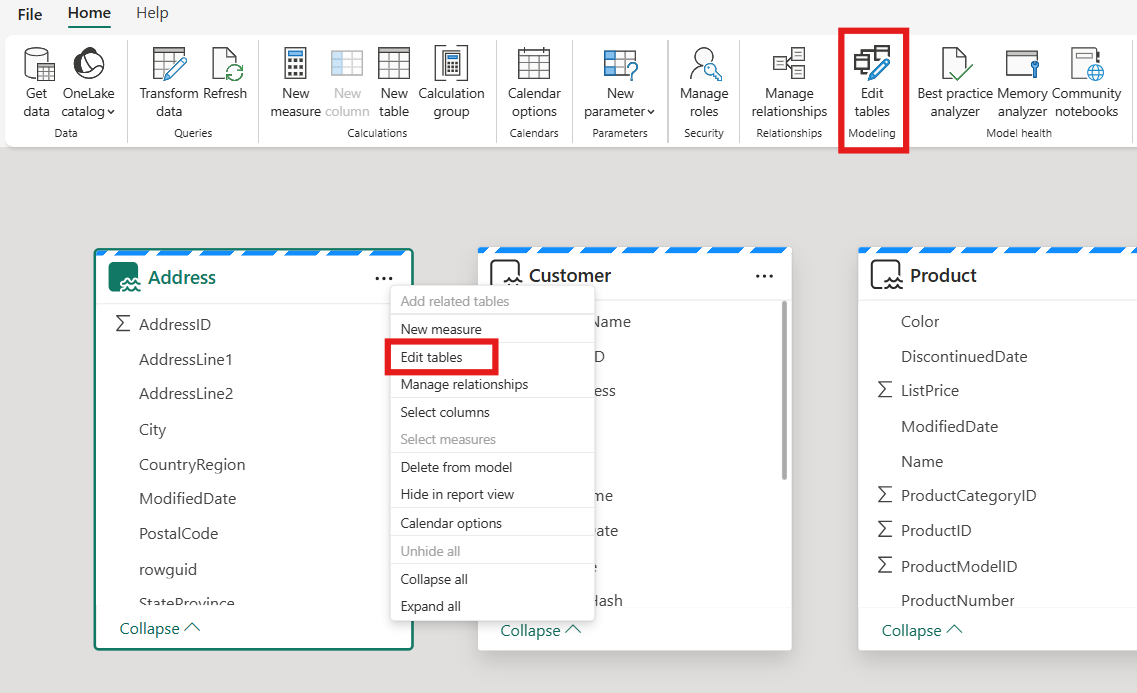 File Home Help
Get data
OneLake catalog
Data
Transform data
Refresh
Queries
New measure
New column
New table
Calculation group
Calculations
Calendar options
Calendars
New parameter
Parameters
Manage roles
Security
Manage relationships
Relationships
Edit tables
Modeling
Best practice analyzer
Memory analyzer
Community notebooks
Model health
Address
AddressID
AddressLine1
AddressLine2
City
CountryRegion
ModifiedDate
PostalCode
rowguid
StateProvince
Collapse
Add related tables
New measure
Edit tables
Manage relationships
Select columns
Select measures
Delete from model
Hide in report view
Calendar options
Unhide all
Collapse all
Expand all
Customer
Name
D
ess
me
ate
Hash
Collapse
Product
Color
DiscontinuedDate
Σ ListPrice
ModifiedDate
Name
Σ ProductCategoryID
Σ ProductID
Σ ProductModelID
ProductNumber
Collapse